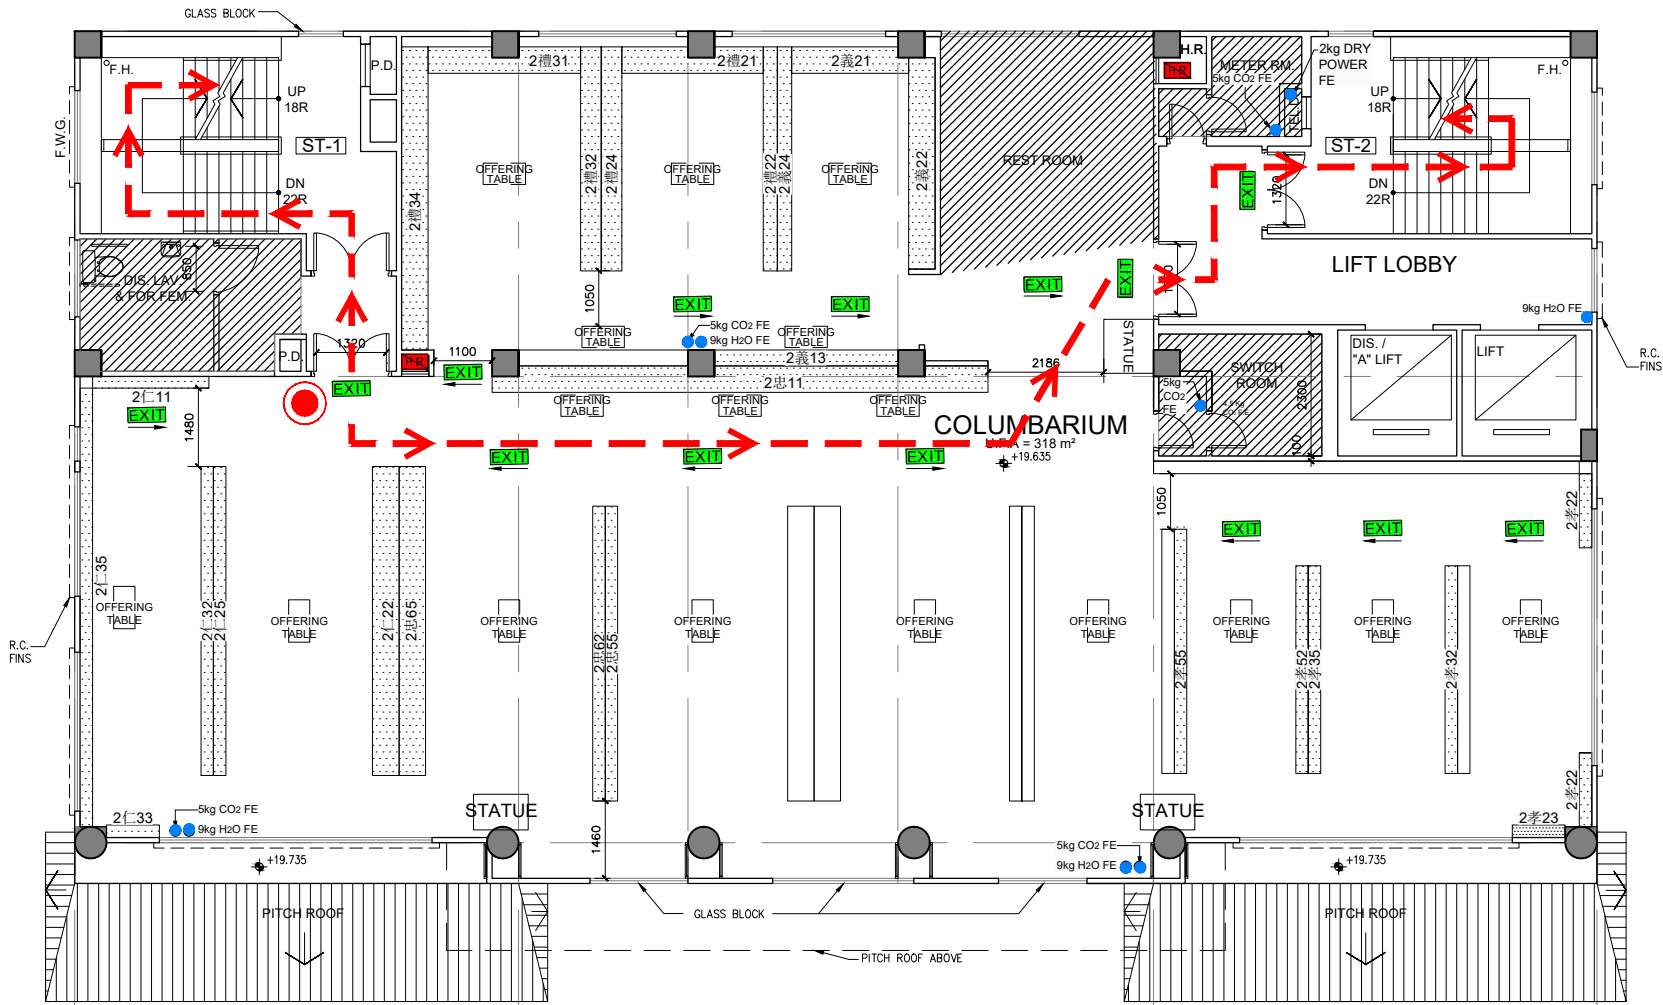 GLASS BLOCK
F.H.
P.D.
2禮31
2禮21
2義21
H.R.
HR
METER RM.
5kg CO2 FE
2kg DRY
POWER
FE
F.H.
UP
18R
UP
18R
F.W.G.
ST-1
ST-2
TEL.
OFFERING
TABLE
OFFERING
TABLE
OFFERING
TABLE
2禮32
2禮24
2禮22
2義24
2義22
2禮34
REST ROOM
EXIT
1320
DN
22R
DN
22R
DIS. LAV.
& FOR FEM.
850
LIFT LOBBY
EXIT
EXIT
EXIT
EXIT
1050
9kg H2O FE
5kg CO2 FE
9kg H2O FE
OFFERING
TABLE
OFFERING
TABLE
STATUE
P.D.
1320
HR
1100
2義13
2186
DIS. /
"A" LIFT
LIFT
R.C.
FINS
SWITCH
ROOM
5kg
CO2
FE
2300
100
EXIT
EXIT
2忠11
2仁11
EXIT
1480
OFFERING
TABLE
OFFERING
TABLE
OFFERING
TABLE
COLUMBARIUM
U.F.A = 318 m²
+19.635
EXIT
EXIT
EXIT
1050
2孝22
EXIT
EXIT
EXIT
2仁35
2仁32
2仁25
2仁22
2忠65
2忠62
2忠55
2孝55
2孝52
2孝35
2孝32
OFFERING
TABLE
OFFERING
TABLE
OFFERING
TABLE
OFFERING
TABLE
OFFERING
TABLE
OFFERING
TABLE
OFFERING
TABLE
OFFERING
TABLE
OFFERING
TABLE
R.C.
FINS
2孝22
STATUE
STATUE
2仁33
5kg CO2 FE
9kg H2O FE
2孝23
1460
5kg CO2 FE
9kg H2O FE
+19.735
+19.735
PITCH ROOF
GLASS BLOCK
PITCH ROOF
PITCH ROOF ABOVE